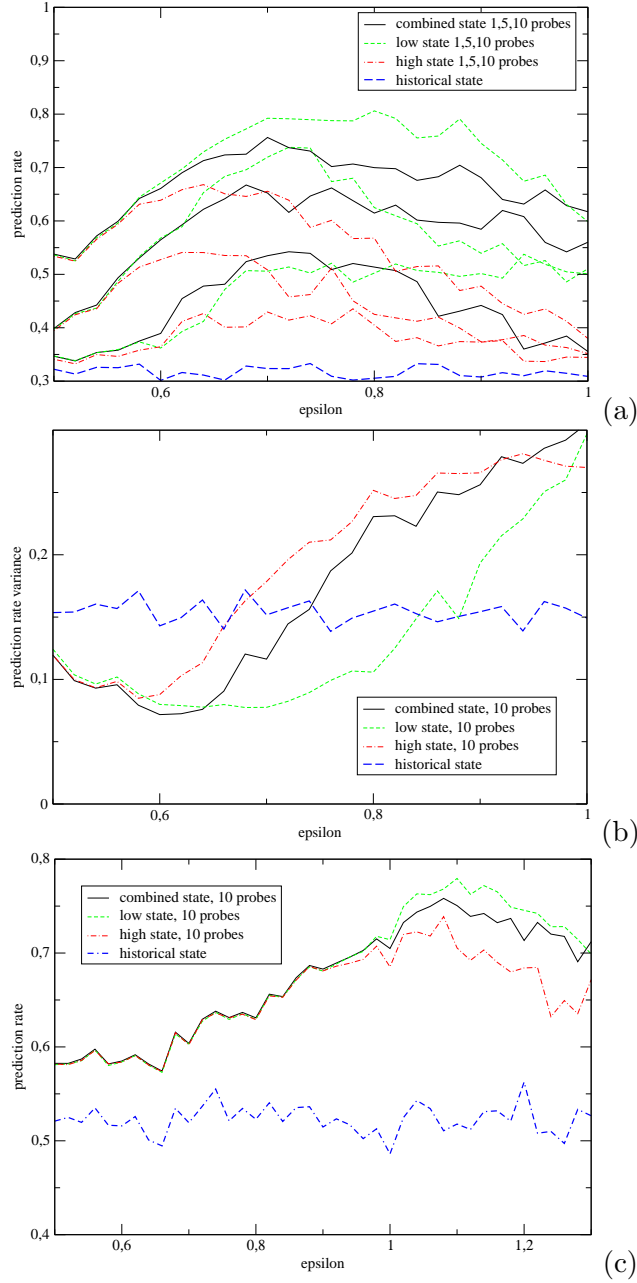 1
combined state 1,5,10 probes
low state 1,5,10 probes
high state 1,5,10 probes
historical state
0,9
0,8
0,7
prediction rate
0,6
0,5
0,4
0,3
0,6
0,8
1
epsilon
(a)
prediction rate variance
0,2
0,1
0
combined state, 10 probes
low state, 10 probes
high state, 10 probes
historical state
0,6
0,8
1
epsilon
(b)
0,8
combined state, 10 probes
low state, 10 probes
high state, 10 probes
historical state
0,7
prediction rate
0,6
0,5
0,4
0,6
0,8
1
1,2
epsilon
(c)